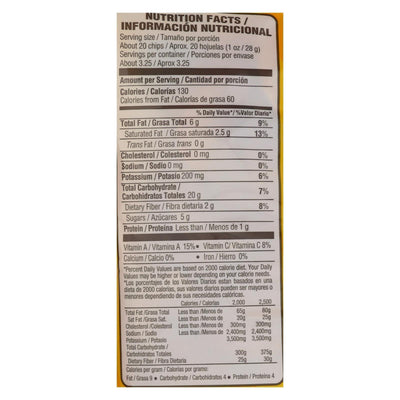 NUTRITION FACTS /
INFORMACIÓN NUTRICIONAL
Serving size / Tamaño por porción
About 20 chips / Aprox. 20 hojuelas (1 oz / 28 g)
Servings per container / Porciones por envase
About 3.25 / Aprox 3.25
Amount per Serving / Cantidad por porción
Calories / Calorías 130
Calories from Fat / Calorías de grasa 60
% Daily Value* / *Valor Diario*
Total Fat / Grasa Total 6 g 9%
Saturated Fat / Grasa saturada 2.5 g 13%
Trans Fat / Grasa trans 0 g
Cholesterol / Colesterol 0 mg 0%
Sodium / Sodio 0 mg 0%
Potassium / Potasio 200 mg 6%
Total Carbohydrate /
Carbohidratos Totales 20 g 7%
Dietary Fiber / Fibra dietaria 2 g 8%
Sugars / Azúcares 5 g
Protein / Proteína Less than / Menos de 1 g
Vitamin A / Vitamina A 15% • Vitamin C / Vitamina C 8%
Calcium / Calcio 0% • Iron / Hierro 0%
*Percent Daily Values are based on 2000 calorie diet. Your Daily
Values may be higher or lower depending on your calorie needs.
*Los porcentajes de los Valores Diarios estan basados en una
dieta de 2000 calorías, sus valores diarios pueden ser mayores o
menores dependiendo de sus necesidades calóricas.
Calories / Calorías 2,000 2,500
Total Fat / Grasa Total Less than /Menos de 65g 80g
Sat Fat / Grasa Sat. Less than /Menos de 20g 25g
Cholesterol /Colesterol Less than /Menos de 300mg 300mg
Sodium / Sodio Less than /Menos de 2,400mg 2,400mg
Potassium / Potasio 3,500mg 3,500mg
Total Carbohydrate /
Carbohidratos Totales 300g 375g
Dietary Fiber / Fibra Dietaria 25g 30g
Calories per gram / Calorías por gramo:
Fat / Grasa 9 • Carbohydrate / Carbohidratos 4 • Protein / Proteína 4